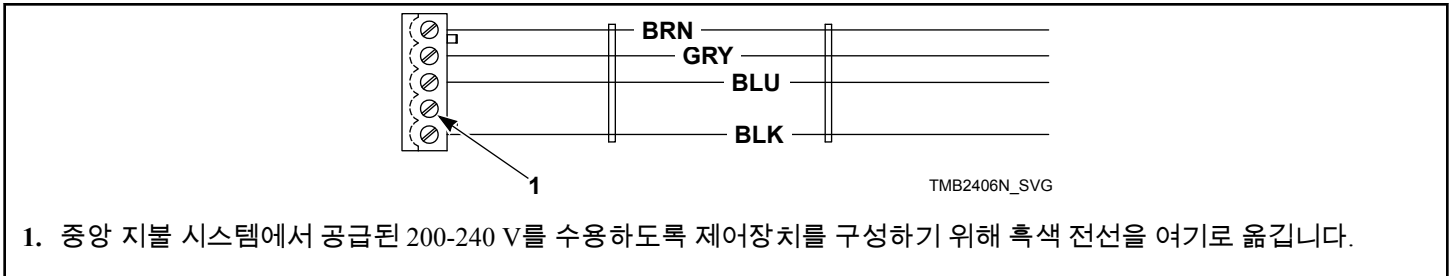 BRN
GRY
BLU
BLK
1
TMB2406N_SVG
1. 중앙 지불 시스템에서 공급된 200-240 V를 수용하도록 제어장치를 구성하기 위해 흑색 전선을 여기로 옮깁니다.